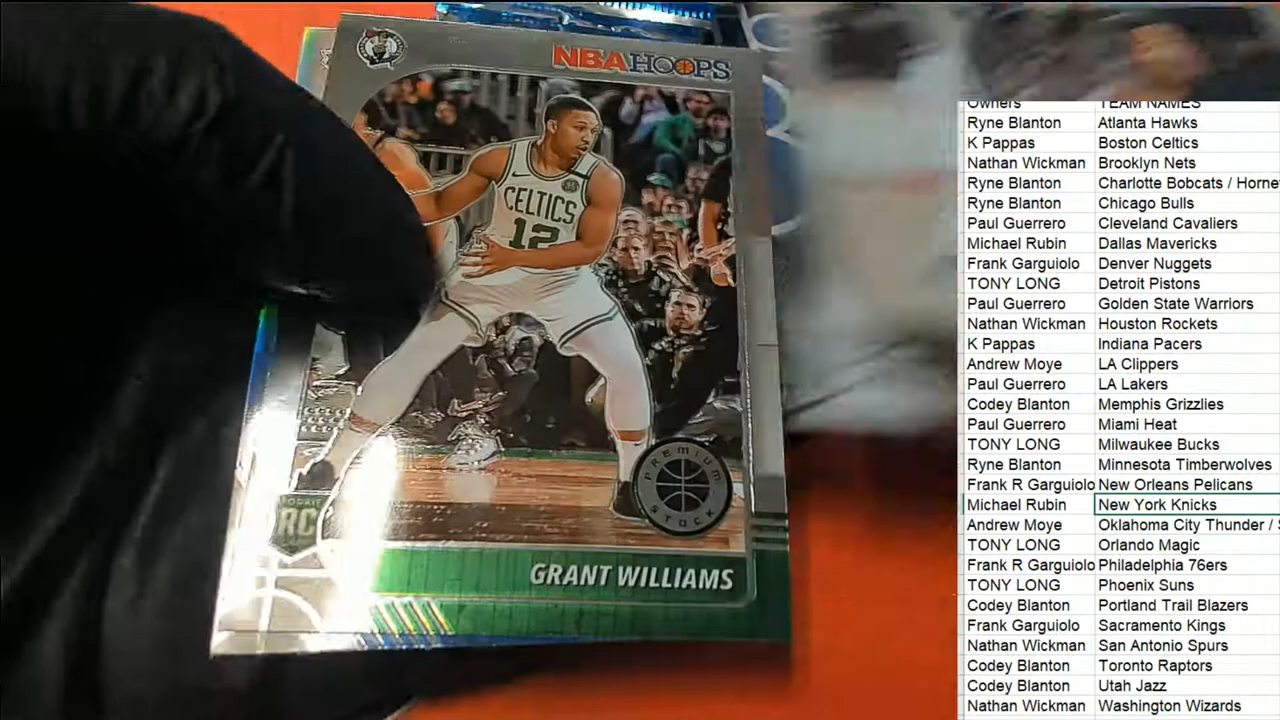 NBA HOOPS
CELTICS
12
PREMIUM
STOCK
RC
GRANT WILLIAMS
Owners TEAM NAMES
Ryne Blanton Atlanta Hawks
K Pappas Boston Celtics
Nathan Wickman Brooklyn Nets
Ryne Blanton Charlotte Bobcats / Horne
Ryne Blanton Chicago Bulls
Paul Guerrero Cleveland Cavaliers
Michael Rubin Dallas Mavericks
Frank Garguiolo Denver Nuggets
TONY LONG Detroit Pistons
Paul Guerrero Golden State Warriors
Nathan Wickman Houston Rockets
K Pappas Indiana Pacers
Andrew Moye LA Clippers
Paul Guerrero LA Lakers
Codey Blanton Memphis Grizzlies
Paul Guerrero Miami Heat
TONY LONG Milwaukee Bucks
Ryne Blanton Minnesota Timberwolves
Frank R Garguiolo New Orleans Pelicans
Michael Rubin New York Knicks
Andrew Moye Oklahoma City Thunder /
TONY LONG Orlando Magic
Frank R Garguiolo Philadelphia 76ers
TONY LONG Phoenix Suns
Codey Blanton Portland Trail Blazers
Frank Garguiolo Sacramento Kings
Nathan Wickman San Antonio Spurs
Codey Blanton Toronto Raptors
Codey Blanton Utah Jazz
Nathan Wickman Washington Wizards